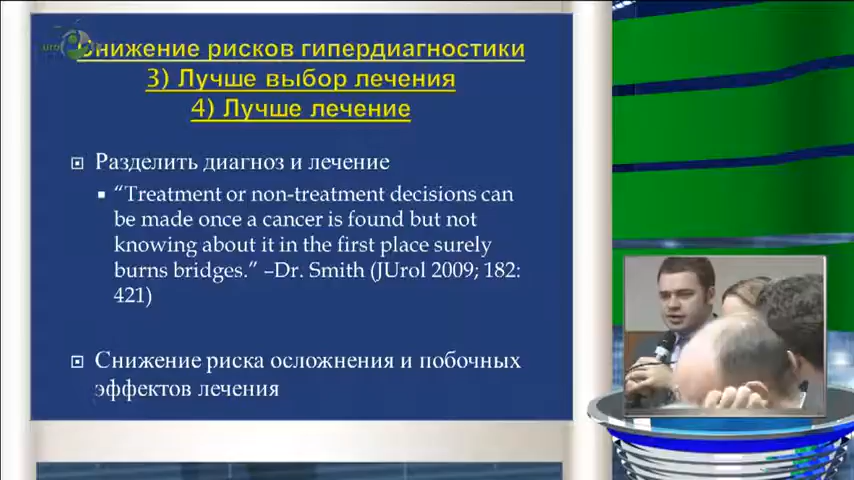 Снижение рисков гипердиагностики
3) Лучше выбор лечения
4) Лучше лечение
Разделить диагноз и лечение
“Treatment or non-treatment decisions can
be made once a cancer is found but not
knowing about it in the first place surely
burns bridges.” –Dr. Smith (JUrol 2009; 182:
421)
Снижение риска осложнения и побочных
эффектов лечения